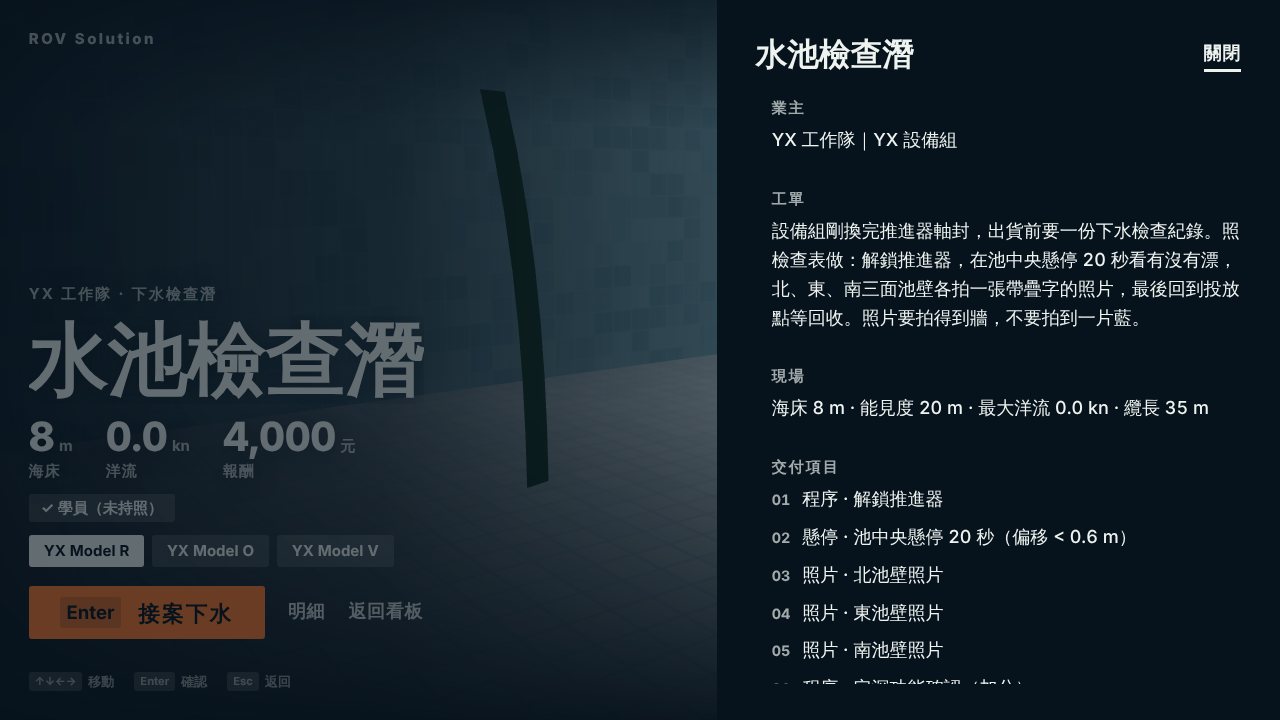 ROV Solution
YX 工作隊 · 下水檢查潛
水池檢查潛
8 m
海床
0.0 kn
洋流
4,000 元
報酬
✓ 學員（未持照）
YX Model R
YX Model O
YX Model V
Enter 接案下水
明細
返回看板
↑↓←→ 移動
Enter 確認
Esc 返回
水池檢查潛
關閉
業主
YX 工作隊｜YX 設備組
工單
設備組剛換完推進器軸封，出貨前要一份下水檢查紀錄。照
檢查表做：解鎖推進器，在池中央懸停 20 秒看有沒有漂，
北、東、南三面池壁各拍一張帶疊字的照片，最後回到投放
點等回收。照片要拍得到牆，不要拍到一片藍。
現場
海床 8 m · 能見度 20 m · 最大洋流 0.0 kn · 纜長 35 m
交付項目
01 程序 · 解鎖推進器
02 懸停 · 池中央懸停 20 秒（偏移 < 0.6 m）
03 照片 · 北池壁照片
04 照片 · 東池壁照片
05 照片 · 南池壁照片